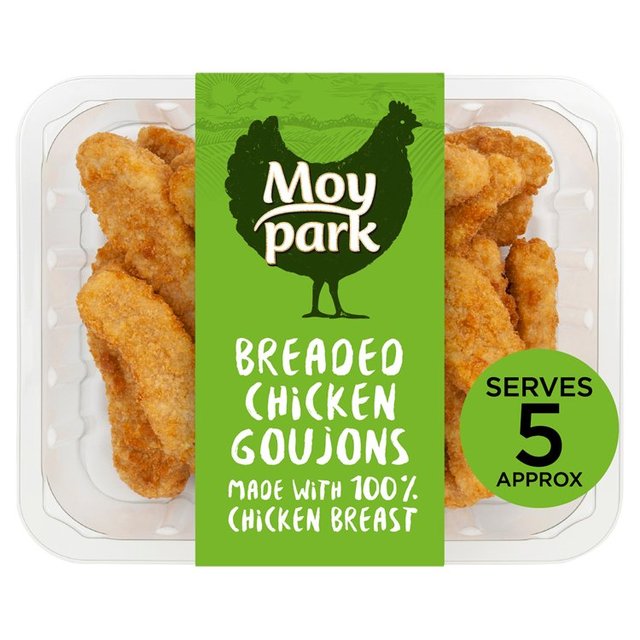 Moy
park
BREADED
CHiCKEN
GOUJONS
MADE WITH 100%
CHiCKEN BREAST
SERVES
5
APPROX